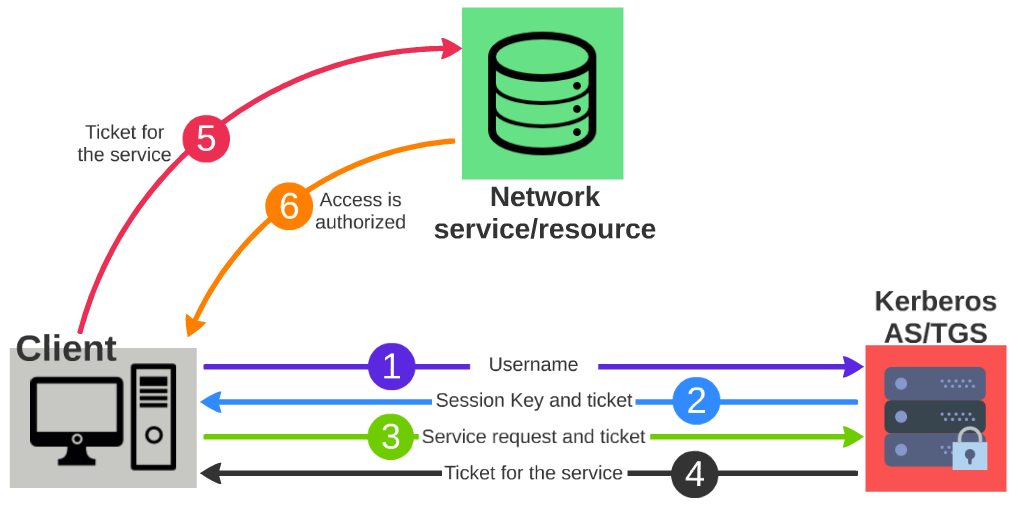 5
Ticket for
the service
6
Access is
authorized
Network
service/resource
Kerberos
AS/TGS
Client
1
Username
Session Key and ticket
2
3
Service request and ticket
Ticket for the service
4